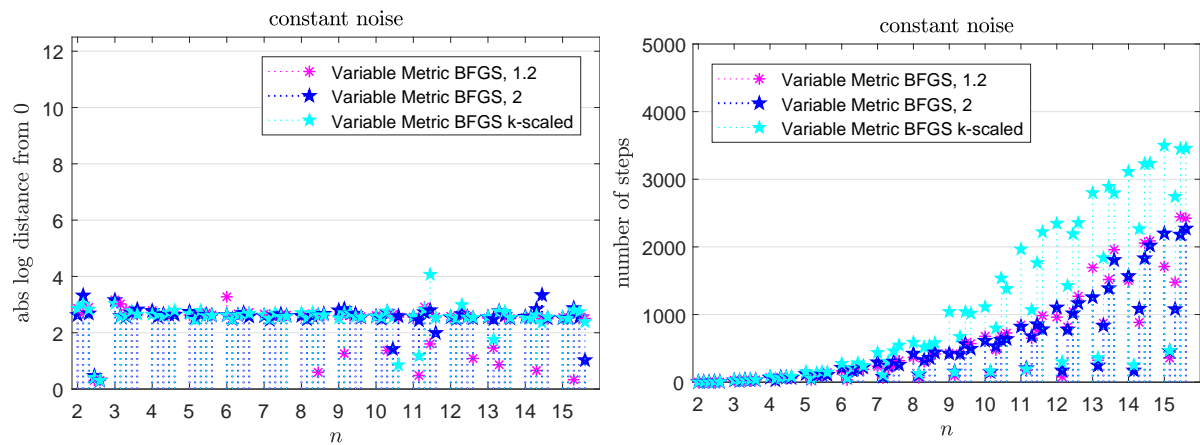 constant noise
abs log distance from 0
12
10
8
6
4
2
0
Variable Metric BFGS, 1.2
Variable Metric BFGS, 2
Variable Metric BFGS k-scaled
2 3 4 5 6 7 8 9 10 11 12 13 14 15
n
constant noise
number of steps
5000
4000
3000
2000
1000
0
Variable Metric BFGS, 1.2
Variable Metric BFGS, 2
Variable Metric BFGS k-scaled
2 3 4 5 6 7 8 9 10 11 12 13 14 15
n